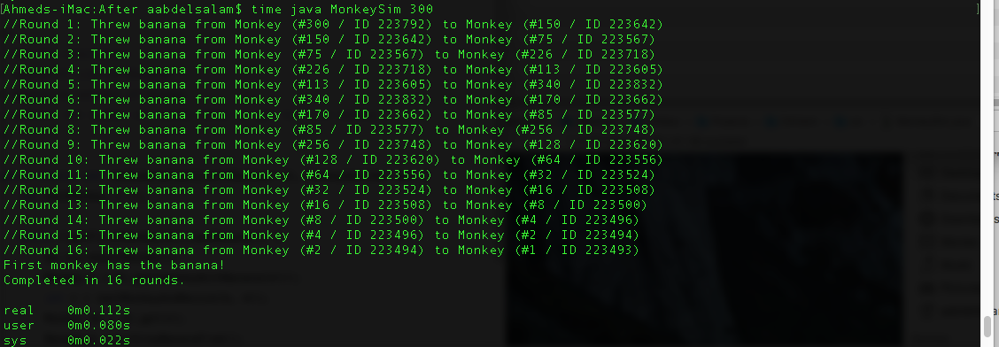 [Ahmeds-iMac:After aabdelsalam$ time java MonkeySim 300 ]
//Round 1: Threw banana from Monkey (#300 / ID 223792) to Monkey (#150 / ID 223642)
//Round 2: Threw banana from Monkey (#150 / ID 223642) to Monkey (#75 / ID 223567)
//Round 3: Threw banana from Monkey (#75 / ID 223567) to Monkey (#226 / ID 223718)
//Round 4: Threw banana from Monkey (#226 / ID 223718) to Monkey (#113 / ID 223605)
//Round 5: Threw banana from Monkey (#113 / ID 223605) to Monkey (#340 / ID 223832)
//Round 6: Threw banana from Monkey (#340 / ID 223832) to Monkey (#170 / ID 223662)
//Round 7: Threw banana from Monkey (#170 / ID 223662) to Monkey (#85 / ID 223577)
//Round 8: Threw banana from Monkey (#85 / ID 223577) to Monkey (#256 / ID 223748)
//Round 9: Threw banana from Monkey (#256 / ID 223748) to Monkey (#128 / ID 223620)
//Round 10: Threw banana from Monkey (#128 / ID 223620) to Monkey (#64 / ID 223556)
//Round 11: Threw banana from Monkey (#64 / ID 223556) to Monkey (#32 / ID 223524)
//Round 12: Threw banana from Monkey (#32 / ID 223524) to Monkey (#16 / ID 223508)
//Round 13: Threw banana from Monkey (#16 / ID 223508) to Monkey (#8 / ID 223500)
//Round 14: Threw banana from Monkey (#8 / ID 223500) to Monkey (#4 / ID 223496)
//Round 15: Threw banana from Monkey (#4 / ID 223496) to Monkey (#2 / ID 223494)
//Round 16: Threw banana from Monkey (#2 / ID 223494) to Monkey (#1 / ID 223493)
First monkey has the banana!
Completed in 16 rounds.
real 0m0.112s
user 0m0.080s
sys 0m0.022s